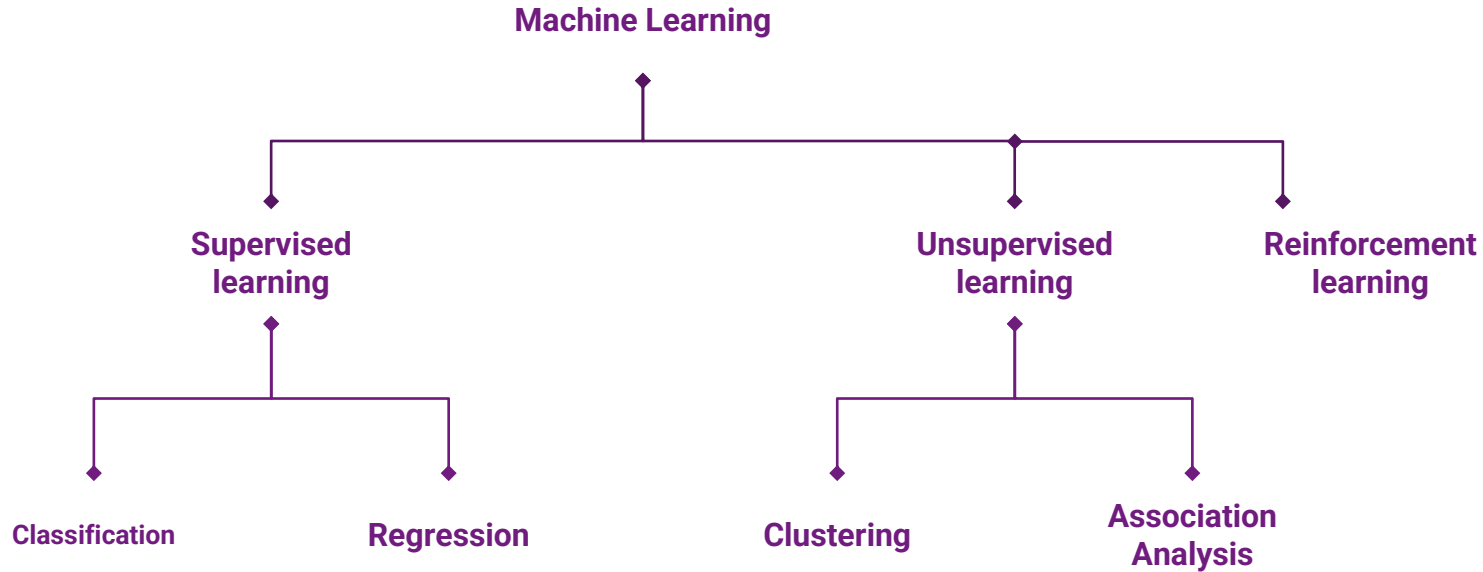 Machine Learning
Supervised
learning
Unsupervised
learning
Reinforcement
learning
Classification
Regression
Clustering
Association
Analysis